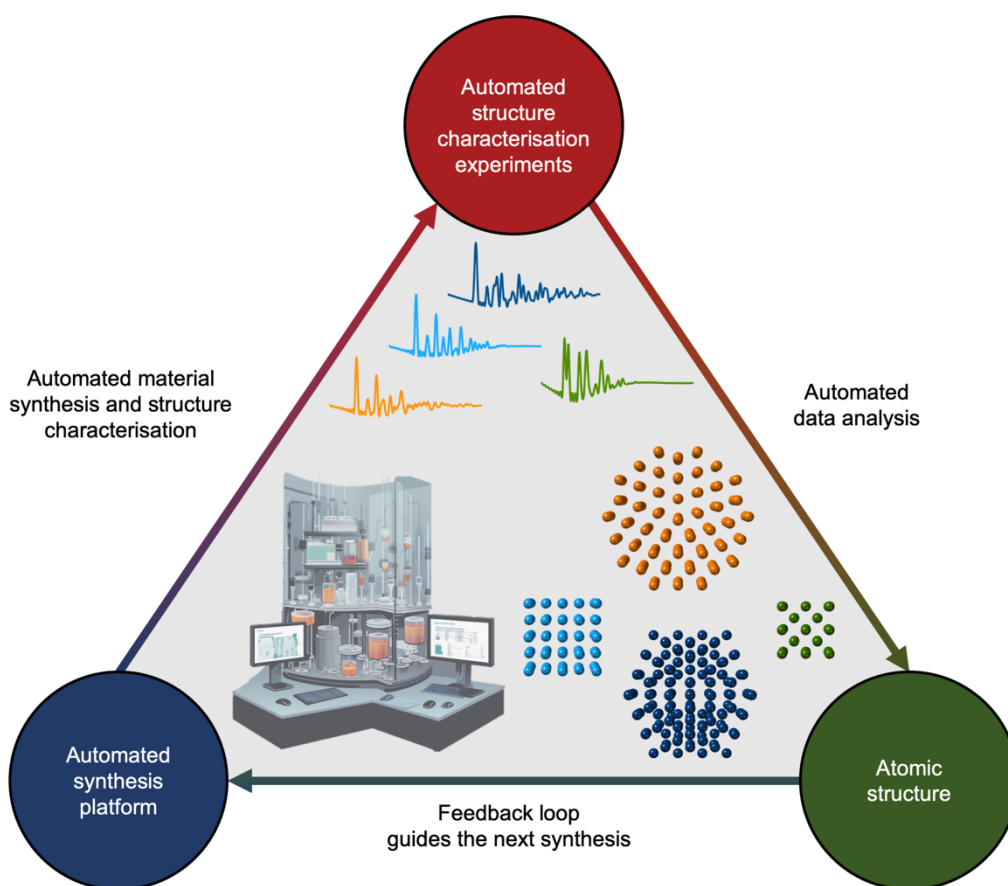 Automated
structure
characterisation
experiments
Automated material
synthesis and structure
characterisation
Automated
data analysis
Automated
synthesis
platform
Atomic
structure
Feedback loop
guides the next synthesis